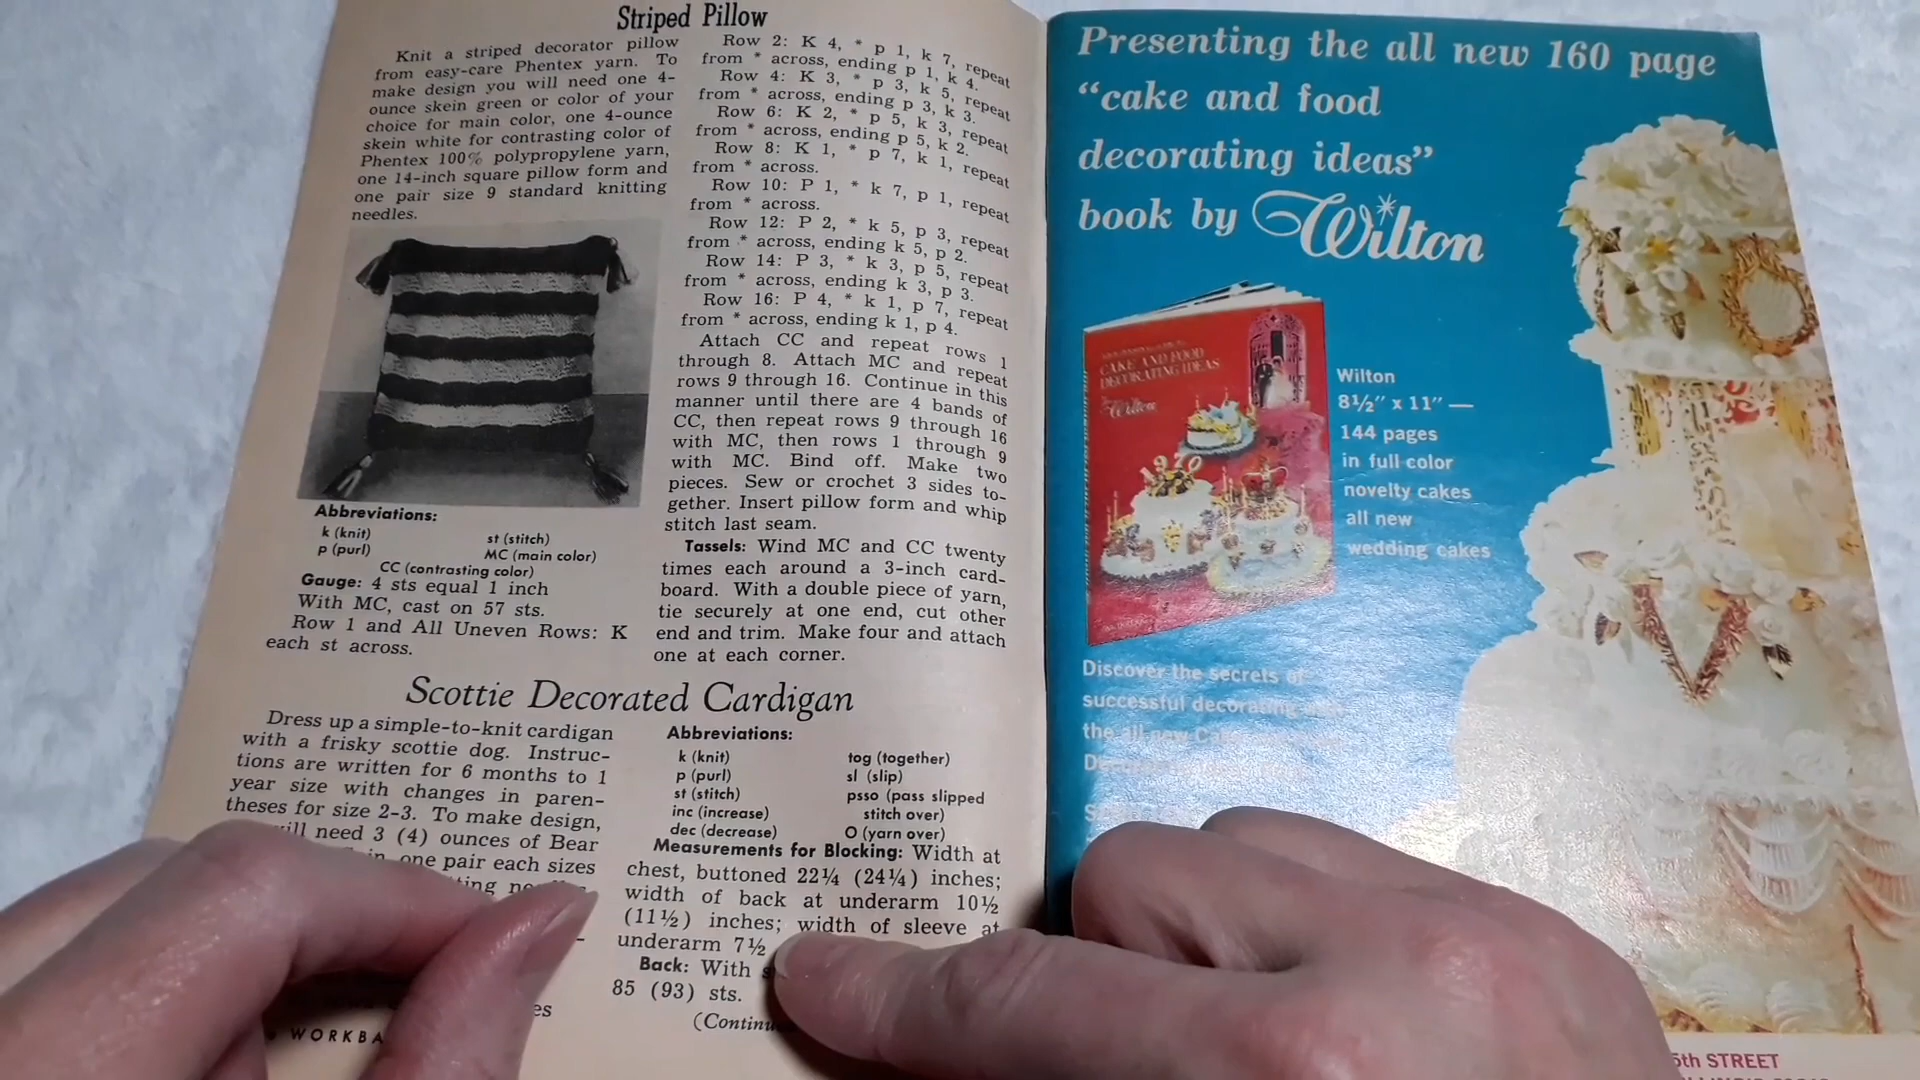 Striped Pillow
Knit a striped decorator pillow
from easy-care Phentex yarn. To
make design you will need one 4-
ounce skein green or color of your
choice for main color, one 4-ounce
skein white for contrasting color of
Phentex 100% polypropylene yarn,
one 14-inch square pillow form and
one pair size 9 standard knitting
needles.
Abbreviations:
k (knit)
st (stitch)
p (purl)
MC (main color)
CC (contrasting color)
Gauge: 4 sts equal 1 inch
With MC, cast on 57 sts.
Row 1 and All Uneven Rows: K
each st across.
Row 2: K 4, * p 1, k 7, repeat
from * across, ending p 1, k 4.
Row 4: K 3, * p 3, k 5, repeat
from * across, ending p 3, k 3.
Row 6: K 2, * p 5, k 3, repeat
from * across, ending p 5, k 2.
Row 8: K 1, * p 7, k 1, repeat
from * across.
Row 10: P 1, * k 7, p 1, repeat
from * across.
Row 12: P 2, * k 5, p 3, repeat
from * across, ending k 5, p 2.
Row 14: P 3, * k 3, p 5, repeat
from * across, ending k 3, p 3.
Row 16: P 4, * k 1, p 7, repeat
from * across, ending k 1, p 4.
Attach CC and repeat rows 1
through 8. Attach MC and repeat
rows 9 through 16. Continue in this
manner until there are 4 bands of
CC, then repeat rows 9 through 16
with MC, then rows 1 through 9
with MC. Bind off. Make two
pieces. Sew or crochet 3 sides to-
gether. Insert pillow form and whip
stitch last seam.
Tassels: Wind MC and CC twenty
times each around a 3-inch card-
board. With a double piece of yarn,
tie securely at one end, cut other
end and trim. Make four and attach
one at each corner.
Scottie Decorated Cardigan
Dress up a simple-to-knit cardigan
with a frisky scottie dog. Instruc-
tions are written for 6 months to 1
year size with changes in paren-
theses for size 2-3. To make design,
will need 3 (4) ounces of Bear
one pair each sizes
Abbreviations:
k (knit)
tog (together)
p (purl)
sl (slip)
st (stitch)
psso (pass slipped
inc (increase)
stitch over)
dec (decrease)
O (yarn over)
Measurements for Blocking: Width at
chest, buttoned 22¼ (24¼) inches;
width of back at underarm 10½
(11½) inches; width of sleeve at
underarm 7½
Back: With
85 (93) sts.
Presenting the all new 160 page
"cake and food
decorating ideas"
book by Wilton
CAKE AND FOOD
DECORATING IDEAS
Wilton
1970
Wilton
8½" x 11" —
144 pages
in full color
novelty cakes
all new
wedding cakes
Discover the secrets of
successful decorating
the all new
5th STREET